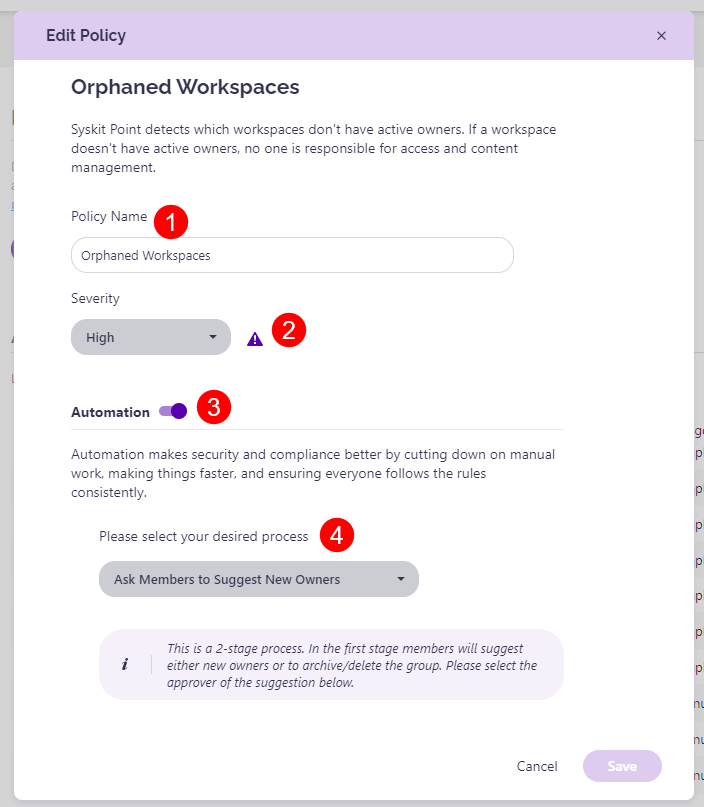 Edit Policy
×
Orphaned Workspaces
Syskit Point detects which workspaces don't have active owners. If a workspace
doesn't have active owners, no one is responsible for access and content
management.
Policy Name
1
Orphaned Workspaces
Severity
High
2
Automation
3
Automation makes security and compliance better by cutting down on manual
work, making things faster, and ensuring everyone follows the rules
consistently.
Please select your desired process
4
Ask Members to Suggest New Owners
i
This is a 2-stage process. In the first stage members will suggest
either new owners or to archive/delete the group. Please select the
approver of the suggestion below.
Cancel
Save